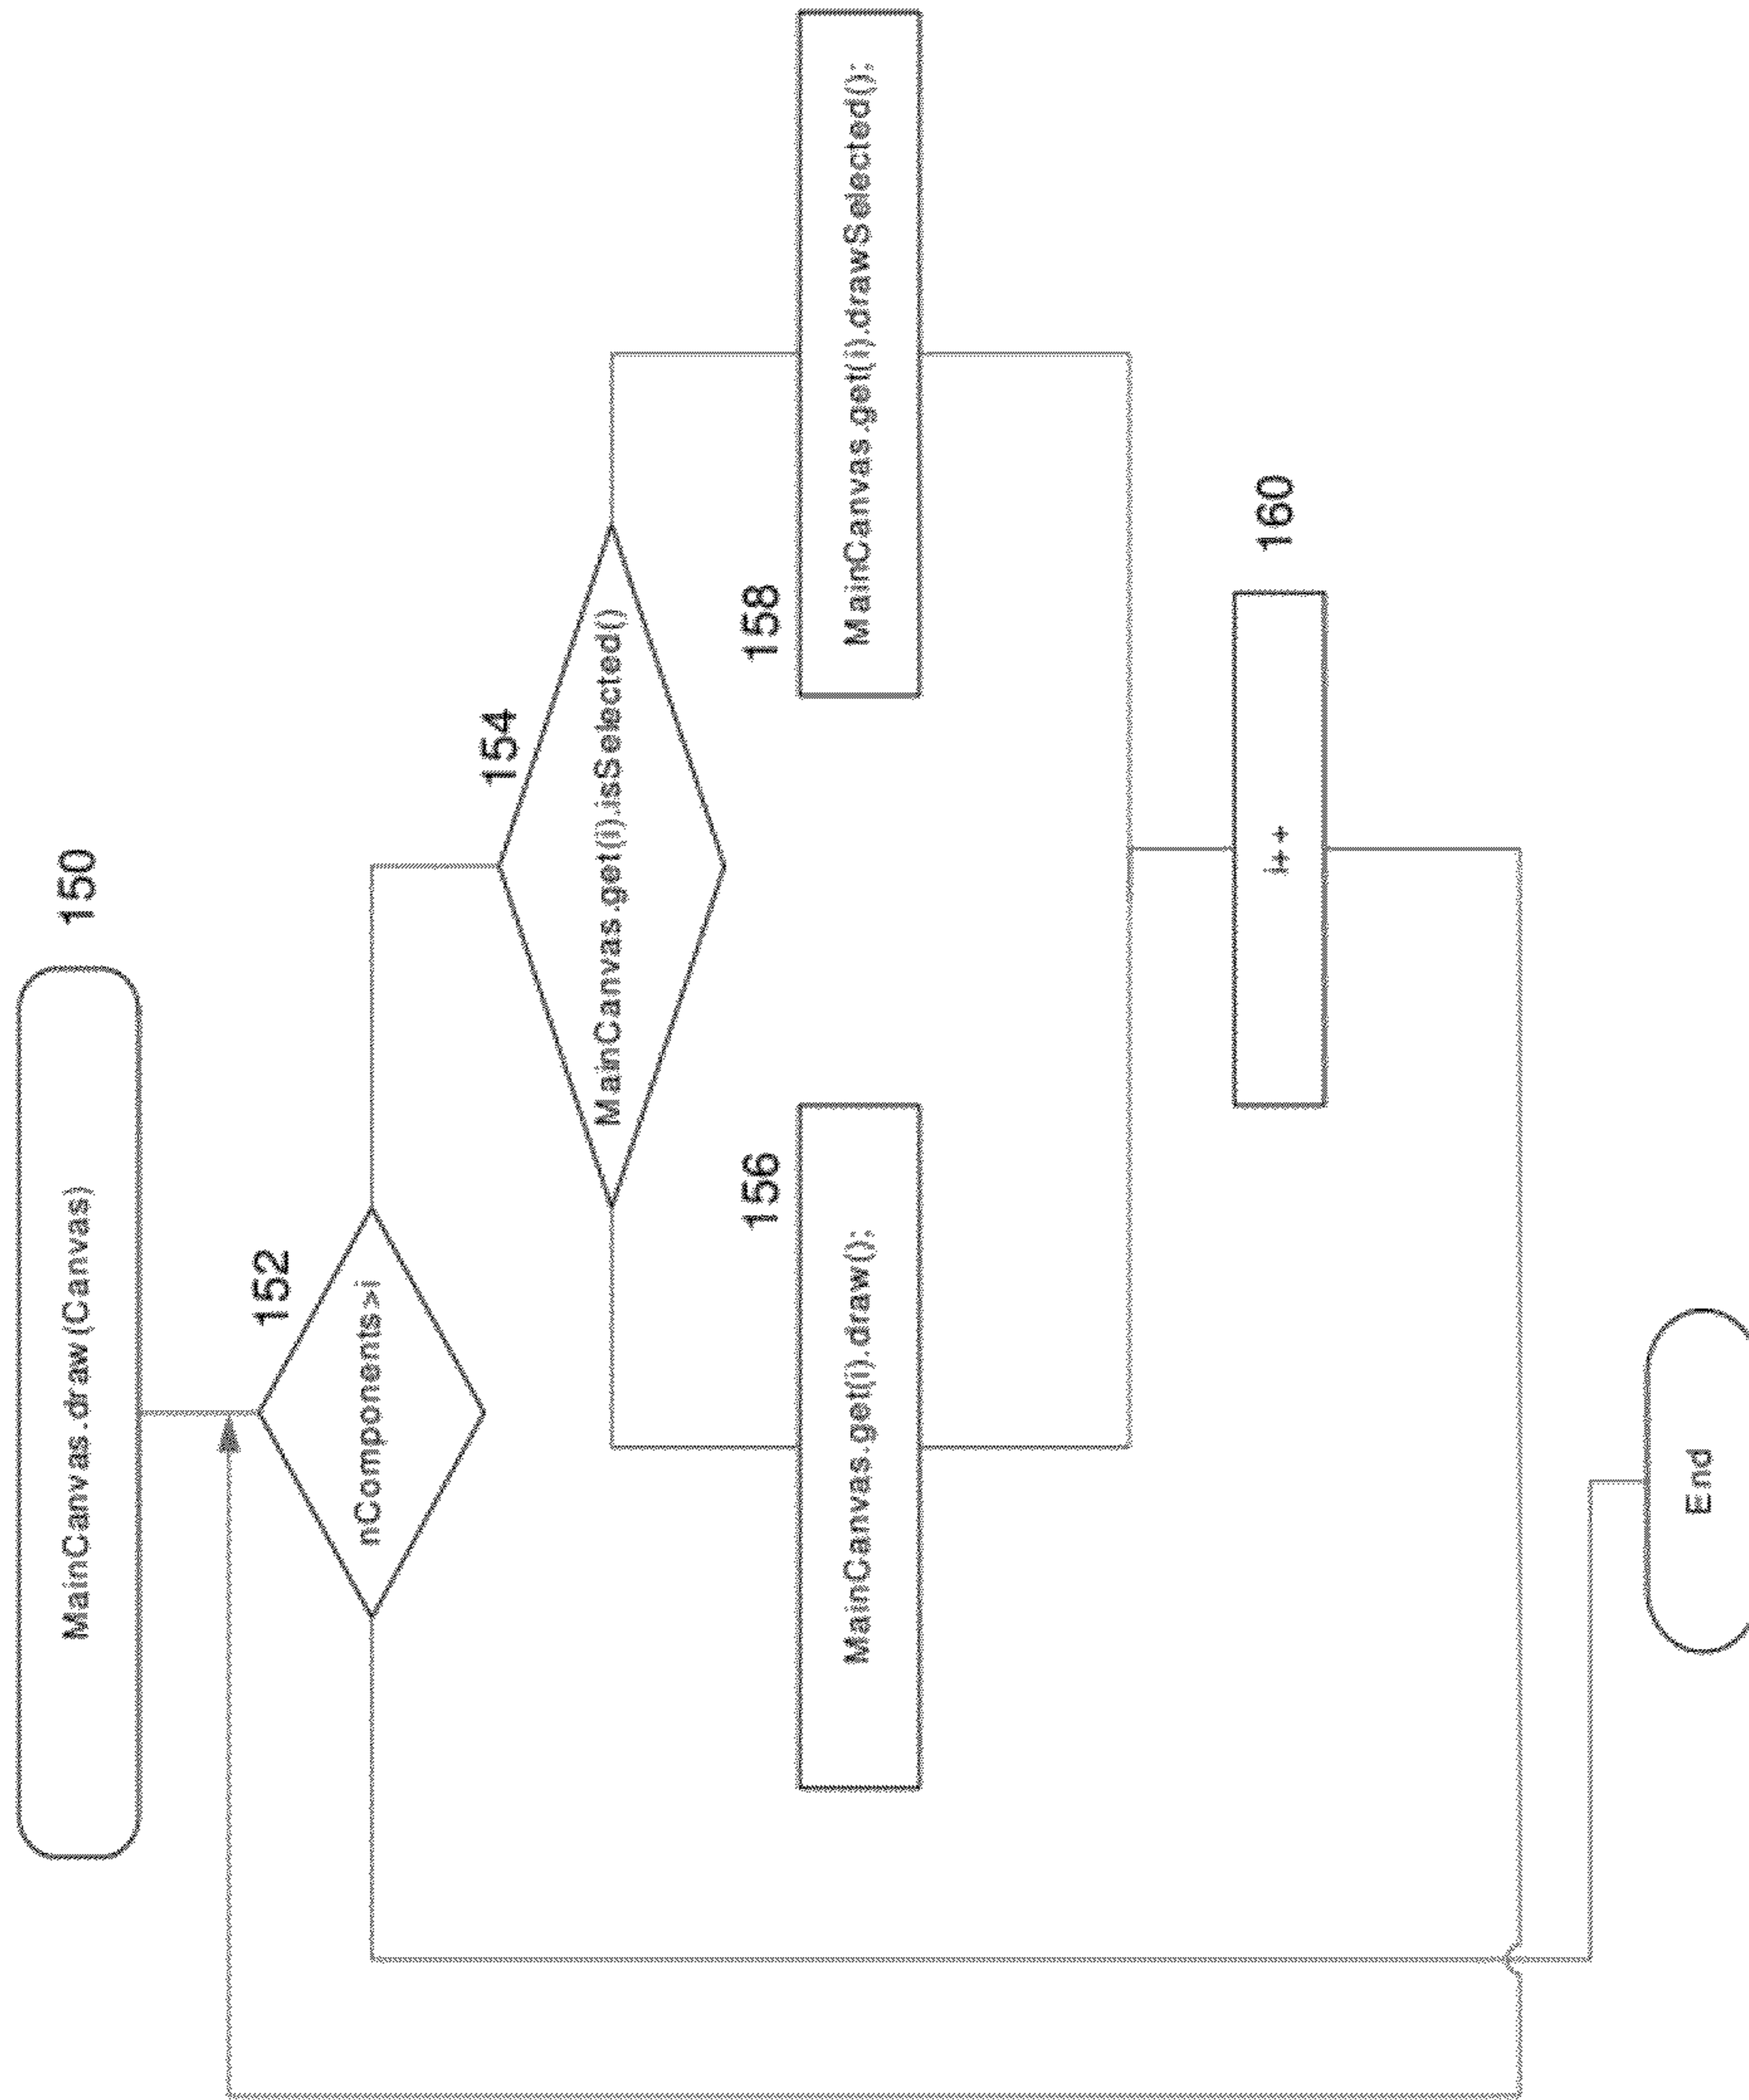 MainCanvas.draw(Canvas)
150
152
nComponents>i
154
MainCanvas.get(i).isSelected()
156
MainCanvas.get(i).draw();
158
MainCanvas.get(i).drawSelected();
160
i++
End